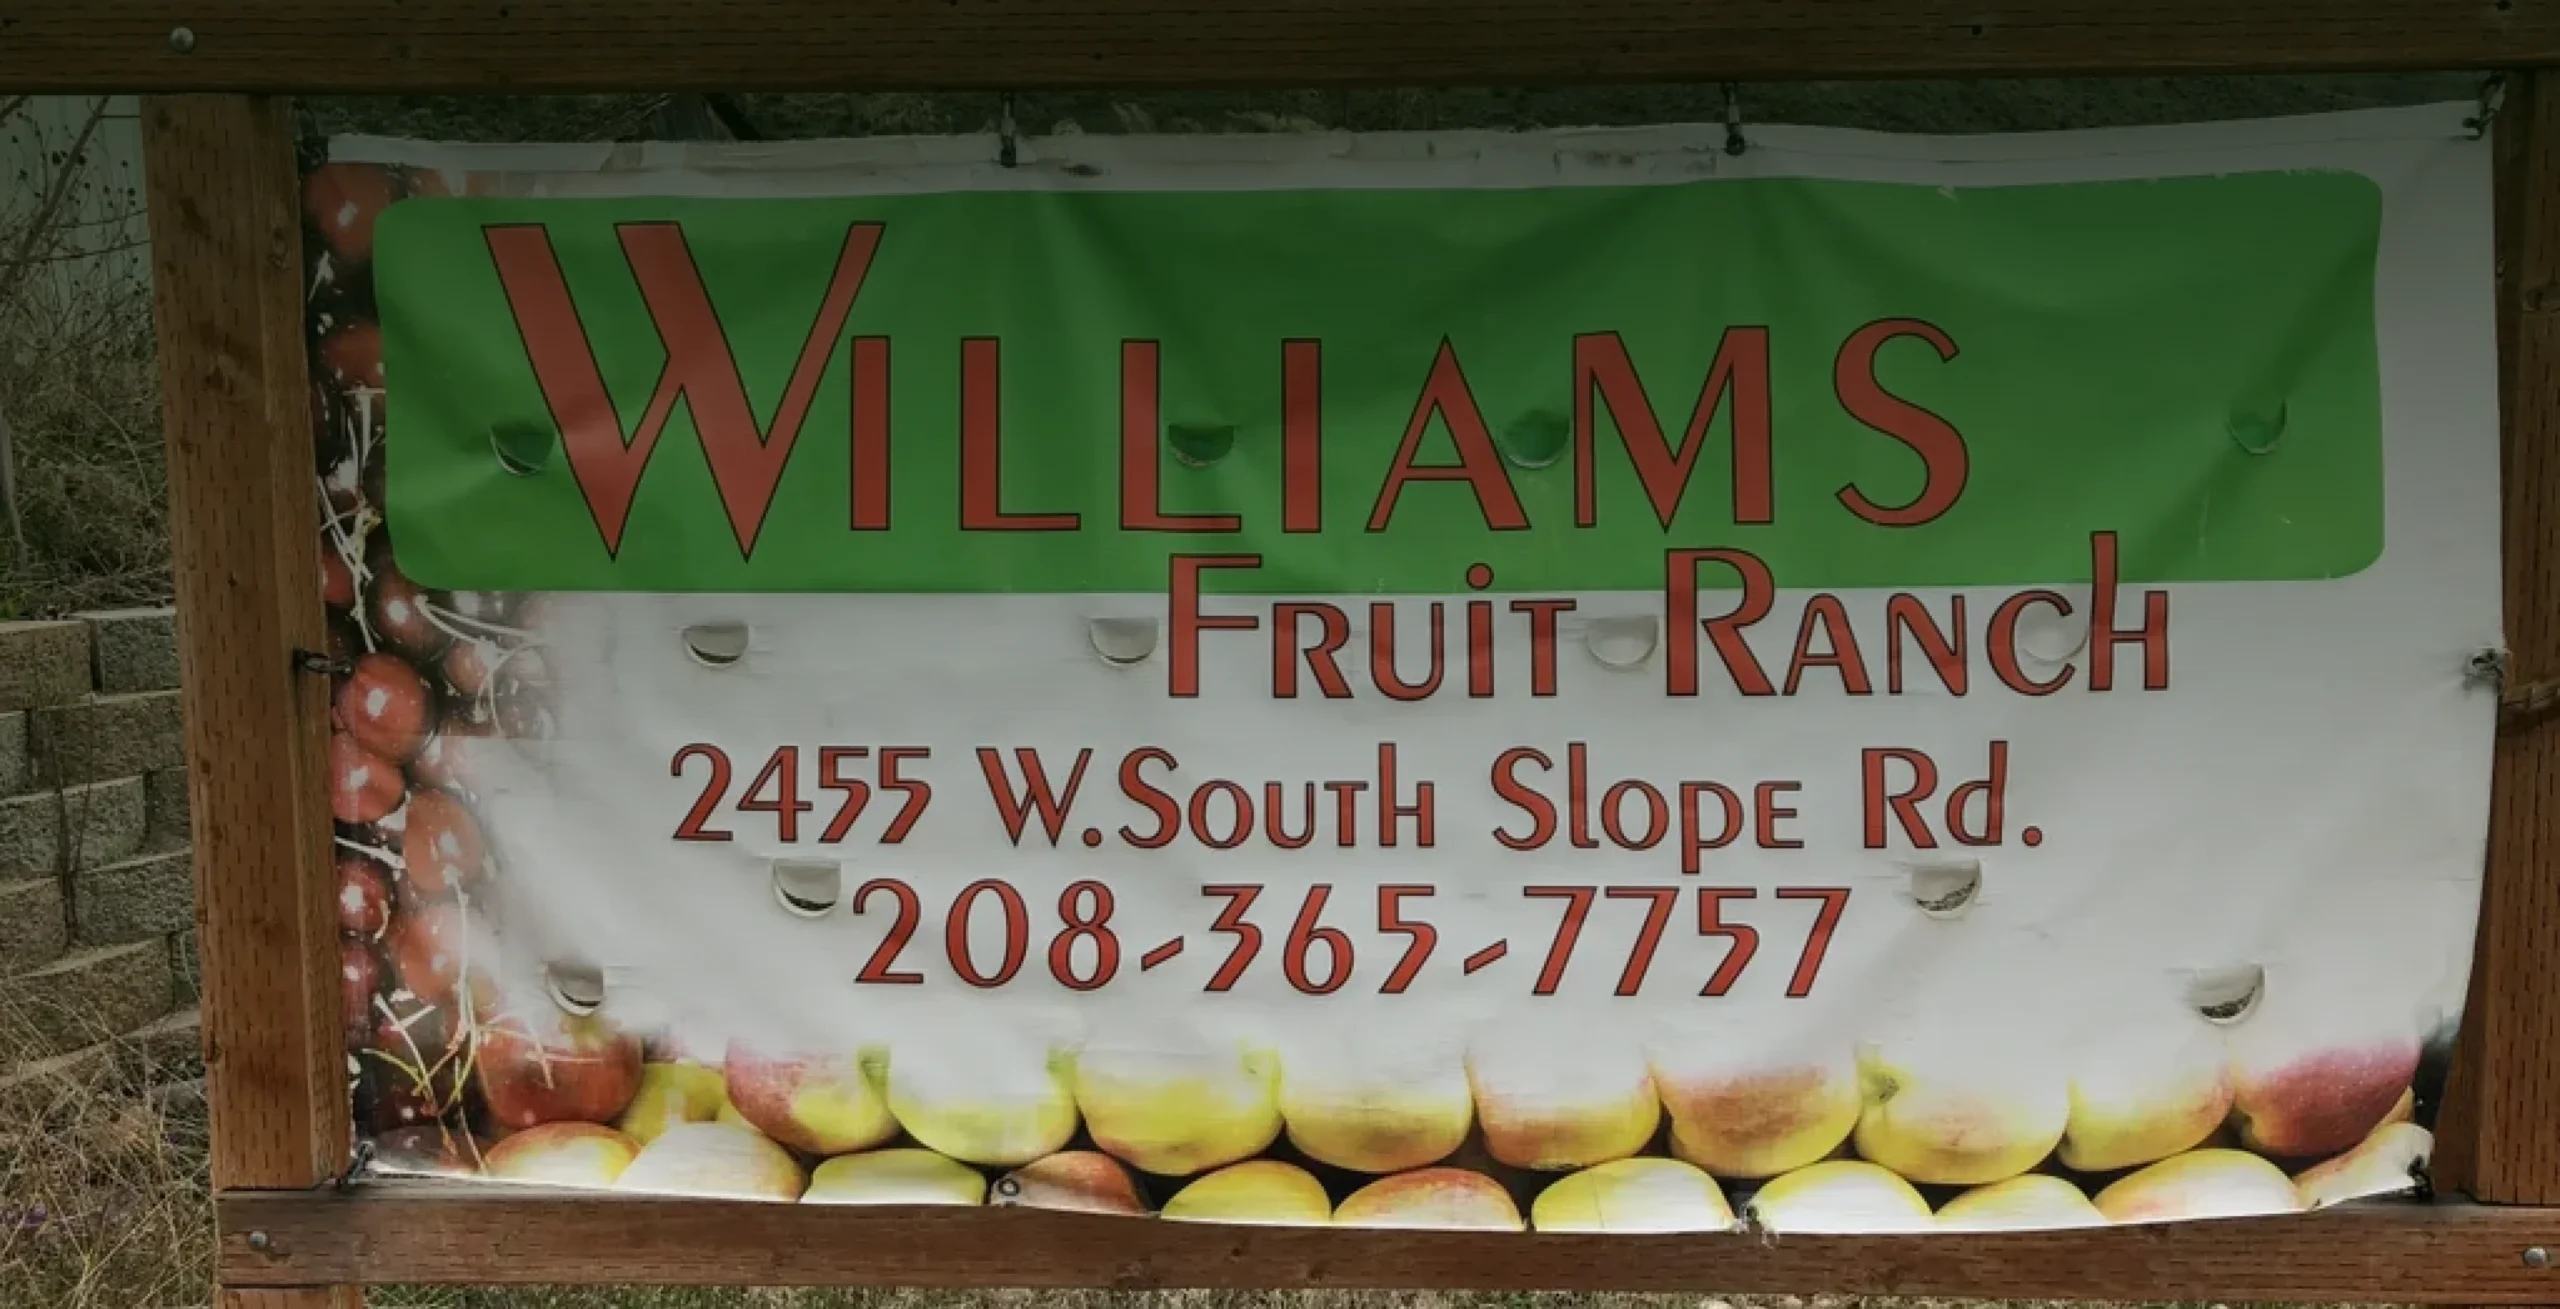 WILLIAMS
FRUiT RANCH
2455 W.SOUTH SlOPE Rd.
208-365-7757